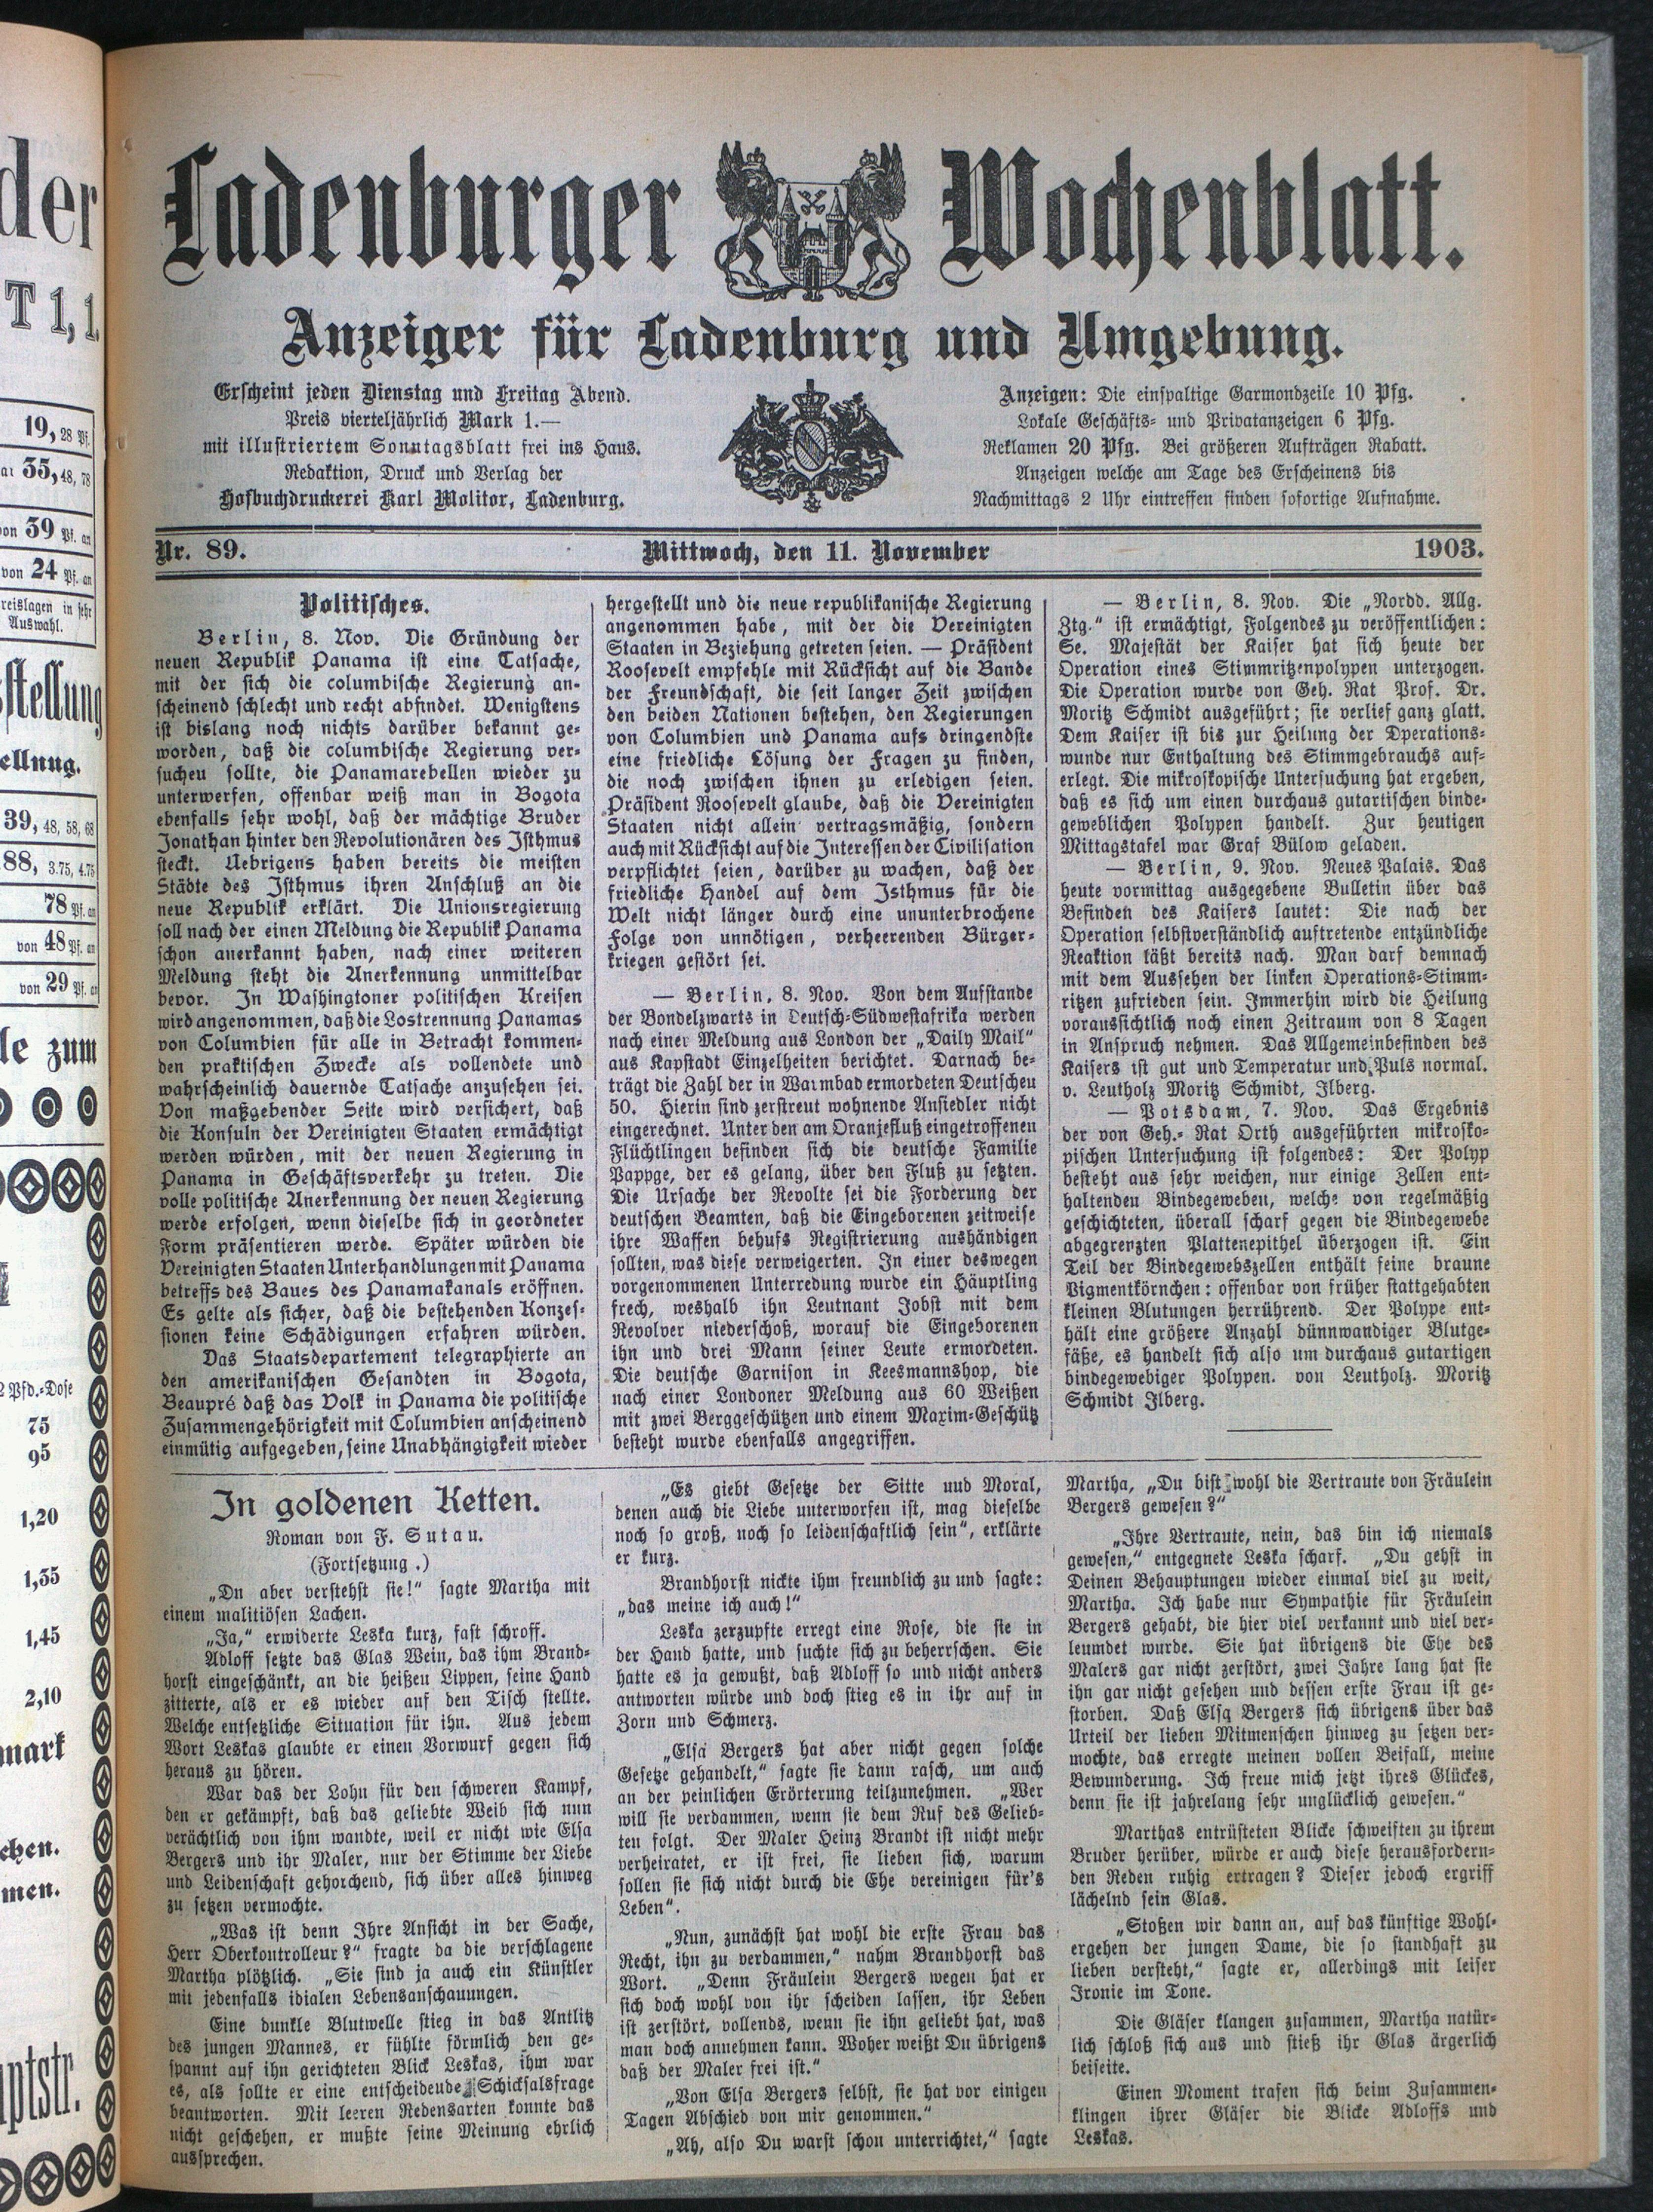 Ladenburger Wochenblatt.
Anzeiger für Ladenburg und Umgebung.
Erscheint jeden Dienstag und Freitag Abend.
Preis vierteljährlich Mark 1.—
mit illustriertem Sonntagsblatt frei ins Haus.
Redaktion, Druck und Verlag der
Hofbuchdruckerei Karl Molitor, Ladenburg.
Anzeigen: Die einspaltige Garmondzeile 10 Pfg.
Lokale Geschäfts- und Privatanzeigen 6 Pfg.
Reklamen 20 Pfg. Bei größeren Aufträgen Rabatt.
Anzeigen welche am Tage des Erscheinens bis
Nachmittags 2 Uhr eintreffen finden sofortige Aufnahme.
Nr. 89.
Mittwoch, den 11. November
1903.
Politisches.
Berlin, 8. Nov. Die Gründung der
neuen Republik Panama ist eine Tatsache,
mit der sich die columbische Regierung an-
scheinend schlecht und recht abfindet. Wenigstens
ist bislang noch nichts darüber bekannt ge-
worden, daß die columbische Regierung ver-
sucheu sollte, die Panamarebellen wieder zu
unterwerfen, offenbar weiß man in Bogota
ebenfalls sehr wohl, daß der mächtige Bruder
Jonathan hinter den Revolutionären des Isthmus
steckt. Uebrigens haben bereits die meisten
Städte des Isthmus ihren Anschluß an die
neue Republik erklärt. Die Unionsregierung
soll nach der einen Meldung die Republik Panama
schon anerkannt haben, nach einer weiteren
Meldung steht die Anerkennung unmittelbar
bevor. In Washingtoner politischen Kreisen
wird angenommen, daß die Lostrennung Panamas
von Columbien für alle in Betracht kommen-
den praktischen Zwecke als vollendete und
wahrscheinlich dauernde Tatsache anzusehen sei.
Von maßgebender Seite wird versichert, daß
die Konsuln der Vereinigten Staaten ermächtigt
werden würden, mit der neuen Regierung in
Panama in Geschäftsverkehr zu treten. Die
volle politische Anerkennung der neuen Regierung
werde erfolgen, wenn dieselbe sich in geordneter
Form präsentieren werde. Später würden die
Vereinigten Staaten Unterhandlungen mit Panama
betreffs des Baues des Panamakanals eröffnen.
Es gelte als sicher, daß die bestehenden Konzes-
sionen keine Schädigungen erfahren würden.
Das Staatsdepartement telegraphierte an
den amerikanischen Gesandten in Bogota,
Beaupré daß das Volk in Panama die politische
Zusammengehörigkeit mit Columbien anscheinend
einmütig aufgegeben, seine Unabhängigkeit wieder
hergestellt und die neue republikanische Regierung
angenommen habe, mit der die Vereinigten
Staaten in Beziehung getreten seien. — Präsident
Roosevelt empfehle mit Rücksicht auf die Bande
der Freundschaft, die seit langer Zeit zwischen
den beiden Nationen bestehen, den Regierungen
von Columbien und Panama aufs dringendste
eine friedliche Lösung der Fragen zu finden,
die noch zwischen ihnen zu erledigen seien.
Präsident Roosevelt glaube, daß die Vereinigten
Staaten nicht allein vertragsmäßig, sondern
auch mit Rücksicht auf die Interessen der Civilisation
verpflichtet seien, darüber zu wachen, daß der
friedliche Handel auf dem Isthmus für die
Welt nicht länger durch eine ununterbrochene
Folge von unnötigen, verheerenden Bürger-
kriegen gestört sei.
— Berlin, 8. Nov. Von dem Aufstande
der Bondelzwarts in Deutsch-Südwestafrika werden
nach einer Meldung aus London der „Daily Mail“
aus Kapstadt Einzelheiten berichtet. Darnach be-
trägt die Zahl der in Warmbad ermordeten Deutscheu
50. Hierin sind zerstreut wohnende Ansiedler nicht
eingerechnet. Unter den am Oranjefluß eingetroffenen
Flüchtlingen befinden sich die deutsche Familie
Pappge, der es gelang, über den Fluß zu setzten.
Die Ursache der Revolte sei die Forderung der
deutschen Beamten, daß die Eingeborenen zeitweise
ihre Waffen behufs Registrierung aushändigen
sollten, was diese verweigerten. In einer deswegen
vorgenommenen Unterredung wurde ein Häuptling
frech, weshalb ihn Leutnant Jobst mit dem
Revolver niederschoß, worauf die Eingeborenen
ihn und drei Mann seiner Leute ermordeten.
Die deutsche Garnison in Keesmannshop, die
nach einer Londoner Meldung aus 60 Weißen
mit zwei Berggeschützen und einem Maxim-Geschütz
besteht wurde ebenfalls angegriffen.
— Berlin, 8. Nov. Die „Nordd. Allg.
Ztg.“ ist ermächtigt, Folgendes zu veröffentlichen:
Se. Majestät der Kaiser hat sich heute der
Operation eines Stimmritzenpolypen unterzogen.
Die Operation wurde von Geh. Rat Prof. Dr.
Moritz Schmidt ausgeführt; sie verlief ganz glatt.
Dem Kaiser ist bis zur Heilung der Operations-
wunde nur Enthaltung des Stimmgebrauchs auf-
erlegt. Die mikroskopische Untersuchung hat ergeben,
daß es sich um einen durchaus gutartischen binde-
geweblichen Polypen handelt. Zur heutigen
Mittagstafel war Graf Bülow geladen.
— Berlin, 9. Nov. Neues Palais. Das
heute vormittag ausgegebene Bulletin über das
Befinden des Kaisers lautet: Die nach der
Operation selbstverständlich auftretende entzündliche
Reaktion läßt bereits nach. Man darf demnach
mit dem Aussehen der linken Operations-Stimm-
ritzen zufrieden sein. Immerhin wird die Heilung
voraussichtlich noch einen Zeitraum von 8 Tagen
in Anspruch nehmen. Das Allgemeinbefinden des
Kaisers ist gut und Temperatur und Puls normal.
v. Leutholz Moritz Schmidt, Ilberg.
— Potsdam, 7. Nov. Das Ergebnis
der von Geh.- Rat Orth ausgeführten mikrosko-
pischen Untersuchung ist folgendes: Der Polyp
besteht aus sehr weichen, nur einige Zellen ent-
haltenden Bindegeweben, welche von regelmäßig
geschichteten, überall scharf gegen die Bindegewebe
abgegrenzten Plattenepithel überzogen ist. Ein
Teil der Bindegewebszellen enthält feine braune
Pigmentkörnchen: offenbar von früher stattgehabten
kleinen Blutungen herrührend. Der Polype ent-
hält eine größere Anzahl dünnwandiger Blutge-
fäße, es handelt sich also um durchaus gutartigen
bindegewebiger Polypen. von Leutholz. Moritz
Schmidt Ilberg.
In goldenen Ketten.
Roman von F. Sutau.
(Fortsetzung.)
„Du aber verstehst sie!“ sagte Martha mit
einem malitiösen Lachen.
„Ja,“ erwiderte Leska kurz, fast schroff.
Adloff setzte das Glas Wein, das ihm Brand-
horst eingeschänkt, an die heißen Lippen, seine Hand
zitterte, als er es wieder auf den Tisch stellte.
Welche entsetzliche Situation für ihn. Aus jedem
Wort Leskas glaubte er einen Vorwurf gegen sich
heraus zu hören.
War das der Lohn für den schweren Kampf,
den er gekämpft, daß das geliebte Weib sich nun
verächtlich von ihm wandte, weil er nicht wie Elsa
Bergers und ihr Maler, nur der Stimme der Liebe
und Leidenschaft gehorchend, sich über alles hinweg
zu setzen vermochte.
„Was ist denn Ihre Ansicht in der Sache,
Herr Oberkontrolleur?“ fragte da die verschlagene
Martha plötzlich. „Sie sind ja auch ein Künstler
mit jedenfalls idialen Lebensanschauungen.
Eine dunkle Blutwelle stieg in das Antlitz
des jungen Mannes, er fühlte förmlich den ge-
spannt auf ihn gerichteten Blick Leskas, ihm war
es, als sollte er eine entscheideude Schicksalsfrage
beantworten. Mit leeren Redensarten konnte das
nicht geschehen, er mußte seine Meinung ehrlich
aussprechen.
„Es giebt Gesetze der Sitte uud Moral,
denen auch die Liebe unterworfen ist, mag dieselbe
noch so groß, noch so leidenschaftlich sein“, erklärte
er kurz.
Brandhorst nickte ihm freundlich zu und sagte:
„das meine ich auch!“
Leska zerzupfte erregt eine Rose, die sie in
der Hand hatte, und suchte sich zu beherrschen. Sie
hatte es ja gewußt, daß Adloff so und nicht anders
antworten würde und doch stieg es in ihr auf in
Zorn und Schmerz.
„Elsa Bergers hat aber nicht gegen solche
Gesetze gehandelt,“ sagte sie dann rasch, um auch
an der peinlichen Erörterung teilzunehmen. „Wer
will sie verdammen, wenn sie dem Ruf des Gelieb-
ten folgt. Der Maler Heinz Brandt ist nicht mehr
verheiratet, er ist frei, sie lieben sich, warum
sollen sie sich nicht durch die Ehe vereinigen für's
Leben“.
„Nun, zunächst hat wohl die erste Frau das
Recht, ihn zu verdammen,“ nahm Brandhorst das
Wort. „Denn Fräulein Bergers wegen hat er
sich doch wohl von ihr scheiden lassen, ihr Leben
ist zerstört, vollends, wenn sie ihn geliebt hat, was
man doch annehmen kann. Woher weißt Du übrigens
daß der Maler frei ist.“
„Von Elsa Bergers selbst, sie hat vor einigen
Tagen Abschied von mir genommen.“
„Ah, also Du warst schon unterrichtet,“ sagte
Martha, „Du bist wohl die Vertraute von Fräulein
Bergers gewesen?“
„Ihre Vertraute, nein, das bin ich niemals
gewesen,“ entgegnete Leska scharf. „Du gehst in
Deinen Behauptungen wieder einmal viel zu weit,
Martha. Ich habe nur Sympathie für Fräulein
Bergers gehabt, die hier viel verkannt und viel ver-
leumdet wurde. Sie hat übrigens die Ehe des
Malers gar nicht zerstört, zwei Jahre lang hat sie
ihn gar nicht gesehen und dessen erste Frau ist ge-
storben. Daß Elsa Bergers sich übrigens über das
Urteil der lieben Mitmenschen hinweg zu setzen ver-
mochte, das erregte meinen vollen Beifall, meine
Bewunderung. Ich freue mich jetzt ihres Glückes,
denn sie ist jahrelang sehr unglücklich gewesen.“
Marthas entrüsteten Blicke schweiften zu ihrem
Bruder herüber, würde er auch diese herausfordern-
den Reden ruhig ertragen? Dieser jedoch ergriff
lächelnd sein Glas.
„Stoßen wir dann an, auf das künftige Wohl-
ergehen der jungen Dame, die so standhaft zu
lieben versteht,“ sagte er, allerdings mit leiser
Ironie im Tone.
Die Gläser klangen zusammen, Martha natür-
lich schloß sich aus und stieß ihr Glas ärgerlich
beiseite.
Einen Moment trafen sich beim Zusammen-
klingen ihrer Gläser die Blicke Adloffs und
Leskas.
der
T 1, 1.
19, 28 Pf.
35, 48, 78
von 39 Pf. an
von 24 Pf. an
reislagen in sehr
Auswahl.
stellung
ellnug.
39, 48, 58, 68
88, 3.75, 4.75
78 Pf. an
von 48 Pf. an
von 29 Pf. an
le zum
2 Pfd.-Dose
75
95
1,20
1,35
1,45
2,10
mark
chen.
men.
uptstr.